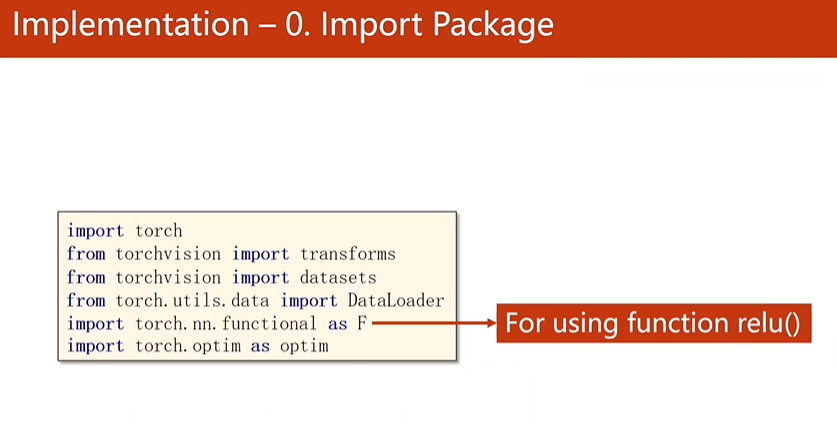 Implementation – 0. Import Package
import torch
from torchvision import transforms
from torchvision import datasets
from torch.utils.data import DataLoader
import torch.nn.functional as F
For using function relu()
import torch.optim as optim